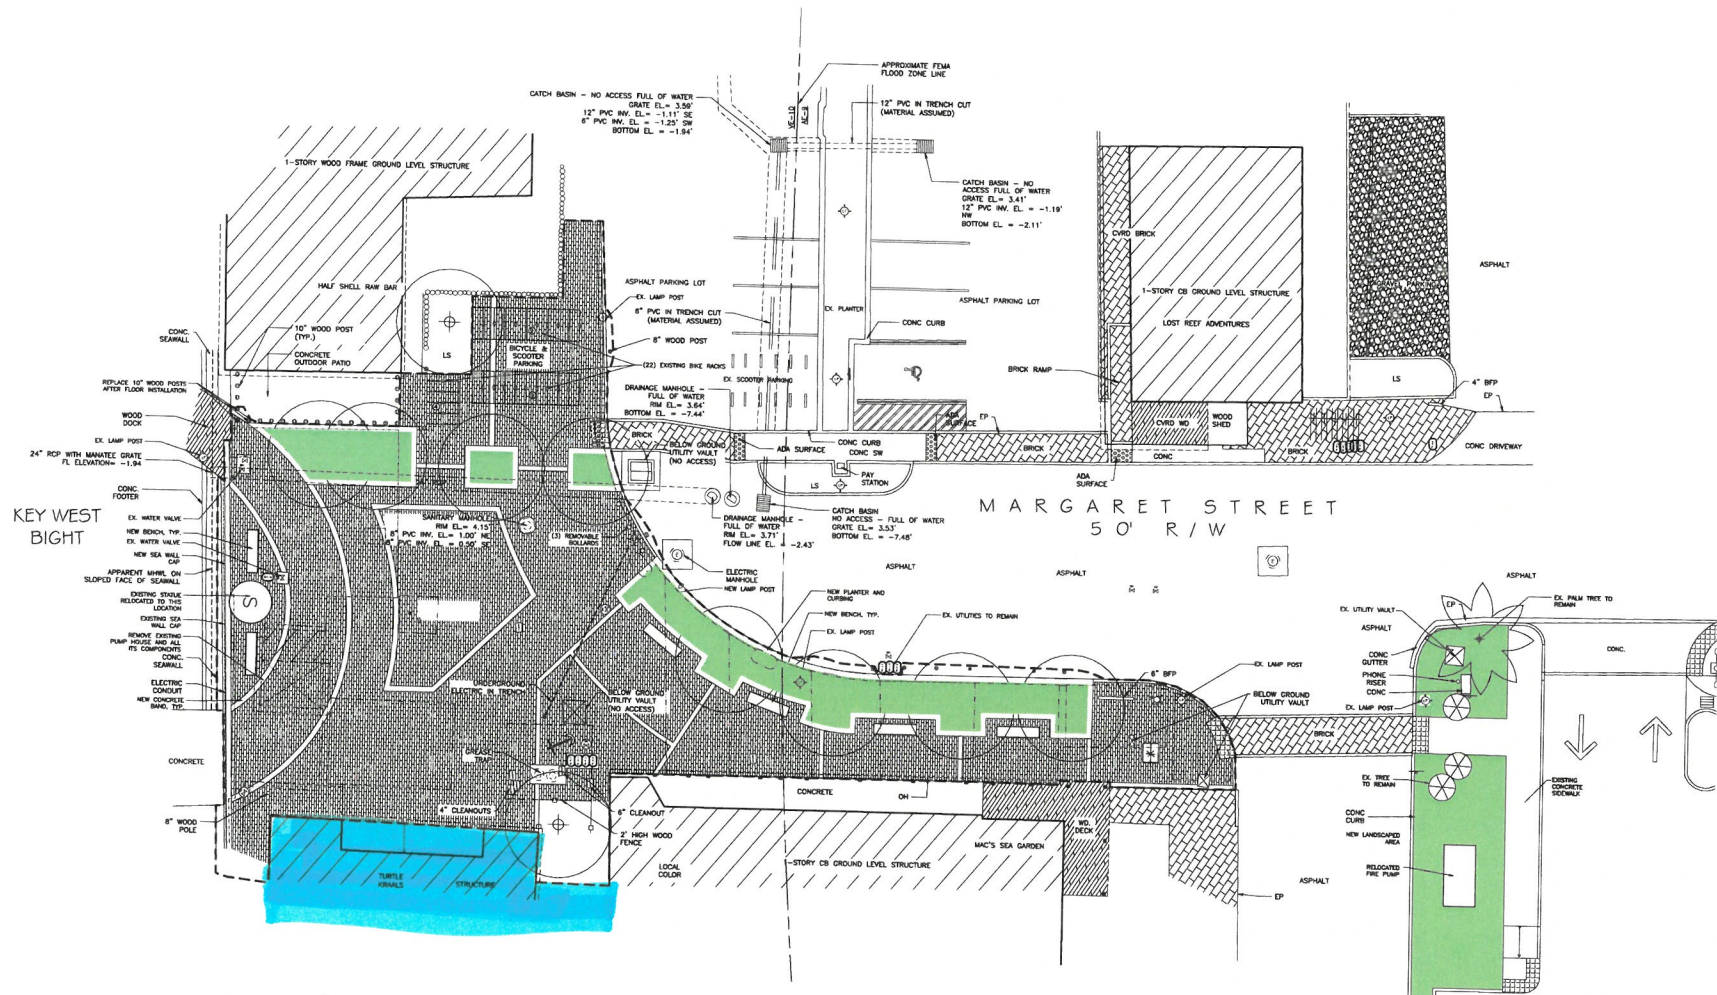 APPROXIMATE FEMA
FLOOD ZONE LINE
CATCH BASIN - NO ACCESS FULL OF WATER
GRATE EL.= 3.59'
12" PVC INV. EL.= -1.11' SE
6" PVC INV. EL. = -1.25' SW
BOTTOM EL. = -1.94'
VE-10
AE-9
12" PVC IN TRENCH CUT
(MATERIAL ASSUMED)
1-STORY WOOD FRAME GROUND LEVEL STRUCTURE
CATCH BASIN - NO
ACCESS FULL OF WATER
GRATE EL.= 3.41'
12" PVC INV. EL. = -1.19'
NW
BOTTOM EL. = -2.11'
CVRD BRICK
ASPHALT
HALF SHELL RAW BAR
ASPHALT PARKING LOT
EX. LAMP POST
6" PVC IN TRENCH CUT
(MATERIAL ASSUMED)
ASPHALT PARKING LOT
EX. PLANTER
1-STORY CB GROUND LEVEL STRUCTURE
GRAVEL PARKING
CONC CURB
LOST REEF ADVENTURES
CONC.
SEAWALL
10" WOOD POST
(TYP.)
CONCRETE
OUTDOOR PATIO
LS
BICYCLE &
SCOOTER
PARKING
8" WOOD POST
(22) EXISTING BIKE RACKS
BRICK RAMP
LS
4" BFP
EP
REPLACE 10" WOOD POSTS
AFTER FLOOR INSTALLATION
EX. SCOOTER PARKING
DRAINAGE MANHOLE -
FULL OF WATER
RIM EL.= 3.64'
BOTTOM EL. = -7.44'
WOOD
DOCK
ADA
SURFACE
EP
CVRD WD
WOOD
SHED
EX. LAMP POST
24" RCP WITH MANATEE GRATE
FL ELEVATION= -1.94
BRICK
BELOW GROUND
UTILITY VAULT
(NO ACCESS)
CONC CURB
ADA SURFACE
CONC SW
BRICK
CONC
BRICK
CONC DRIVEWAY
PAY
STATION
LS
ADA
SURFACE
CONC.
FOOTER
KEY WEST
BIGHT
MARGARET STREET
50' R/W
EX. WATER VALVE
NEW BENCH, TYP.
EX. WATER VALVE
NEW SEA WALL
CAP
APPARENT MHWL ON
SLOPED FACE OF SEAWALL
SANITARY MANHOLE
RIM EL.= 4.15'
8" PVC INV. EL.= 1.00' NE
8" PVC INV. EL.= 0.50' SE
(3) REMOVABLE
BOLLARDS
DRAINAGE MANHOLE -
FULL OF WATER
RIM EL.= 3.71'
FLOW LINE EL. = -2.43'
CATCH BASIN
NO ACCESS - FULL OF WATER
GRATE EL.= 3.53'
BOTTOM EL. = -7.48'
ELECTRIC
MANHOLE
NEW LAMP POST
ASPHALT
ASPHALT
ASPHALT
EXISTING STATUE
RELOCATED TO THIS
LOCATION
S
EXISTING SEA
WALL CAP
REMOVE EXISTING
PUMP HOUSE AND ALL
ITS COMPONENTS
CONC.
SEAWALL
ELECTRIC
CONDUIT
NEW CONCRETE
BAND, TYP.
NEW PLANTER AND
CURBING
NEW BENCH, TYP.
EX. LAMP POST
EX. UTILITIES TO REMAIN
EX. UTILITY VAULT
EP
EX. PALM TREE TO
REMAIN
ASPHALT
CONC
GUTTER
CONC.
PHONE
RISER
CONC
EX. LAMP POST
UNDERGROUND
ELECTRIC IN TRENCH
BELOW GROUND
UTILITY VAULT
(NO ACCESS)
6" BFP
EX. LAMP POST
BELOW GROUND
UTILITY VAULT
BRICK
CONCRETE
GREASE
TRAP
EX. TREE
TO REMAIN
EXISTING
CONCRETE
SIDEWALK
8" WOOD
POLE
4" CLEANOUTS
6" CLEANOUT
2' HIGH WOOD
FENCE
CONCRETE
OH
WD.
DECK
CONC
CURB
NEW LANDSCAPED
AREA
RELOCATED
FIRE PUMP
MAC'S SEA GARDEN
TURTLE
KRAALS
STRUCTURE
LOCAL
COLOR
1-STORY CB GROUND LEVEL STRUCTURE
ASPHALT
EP